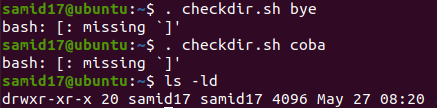 samid17@ubuntu:~$ . checkdir.sh bye
bash: [: missing `]'
samid17@ubuntu:~$ . checkdir.sh coba
bash: [: missing `]'
samid17@ubuntu:~$ ls -ld
drwxr-xr-x 20 samid17 samid17 4096 May 27 08:20